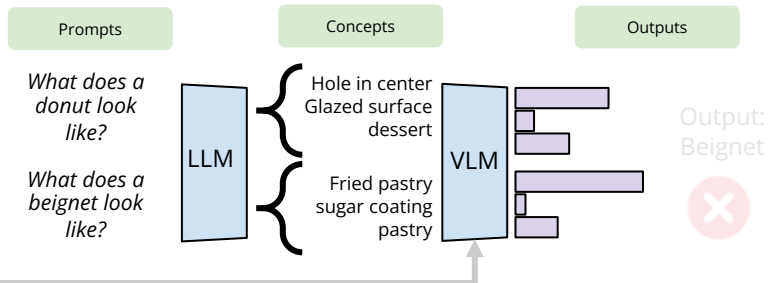 Prompts
Concepts
Outputs
What does a
donut look
like?
What does a
beignet look
like?
LLM
Hole in center
Glazed surface
dessert
Fried pastry
sugar coating
pastry
VLM
Output:
Beignet